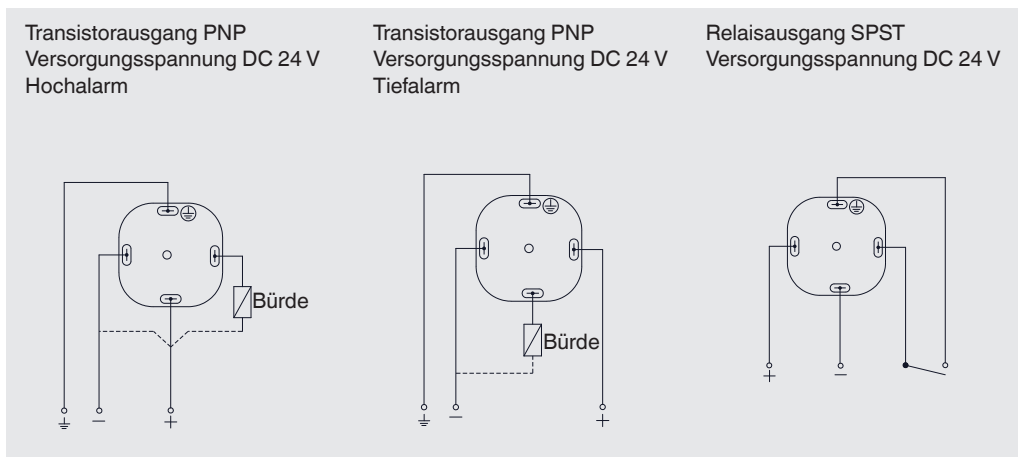 Transistorausgang PNP
Versorgungsspannung DC 24 V
Hochalarm
Transistorausgang PNP
Versorgungsspannung DC 24 V
Tiefalarm
Relaisausgang SPST
Versorgungsspannung DC 24 V
Bürde
– +
Bürde
– +
+ –